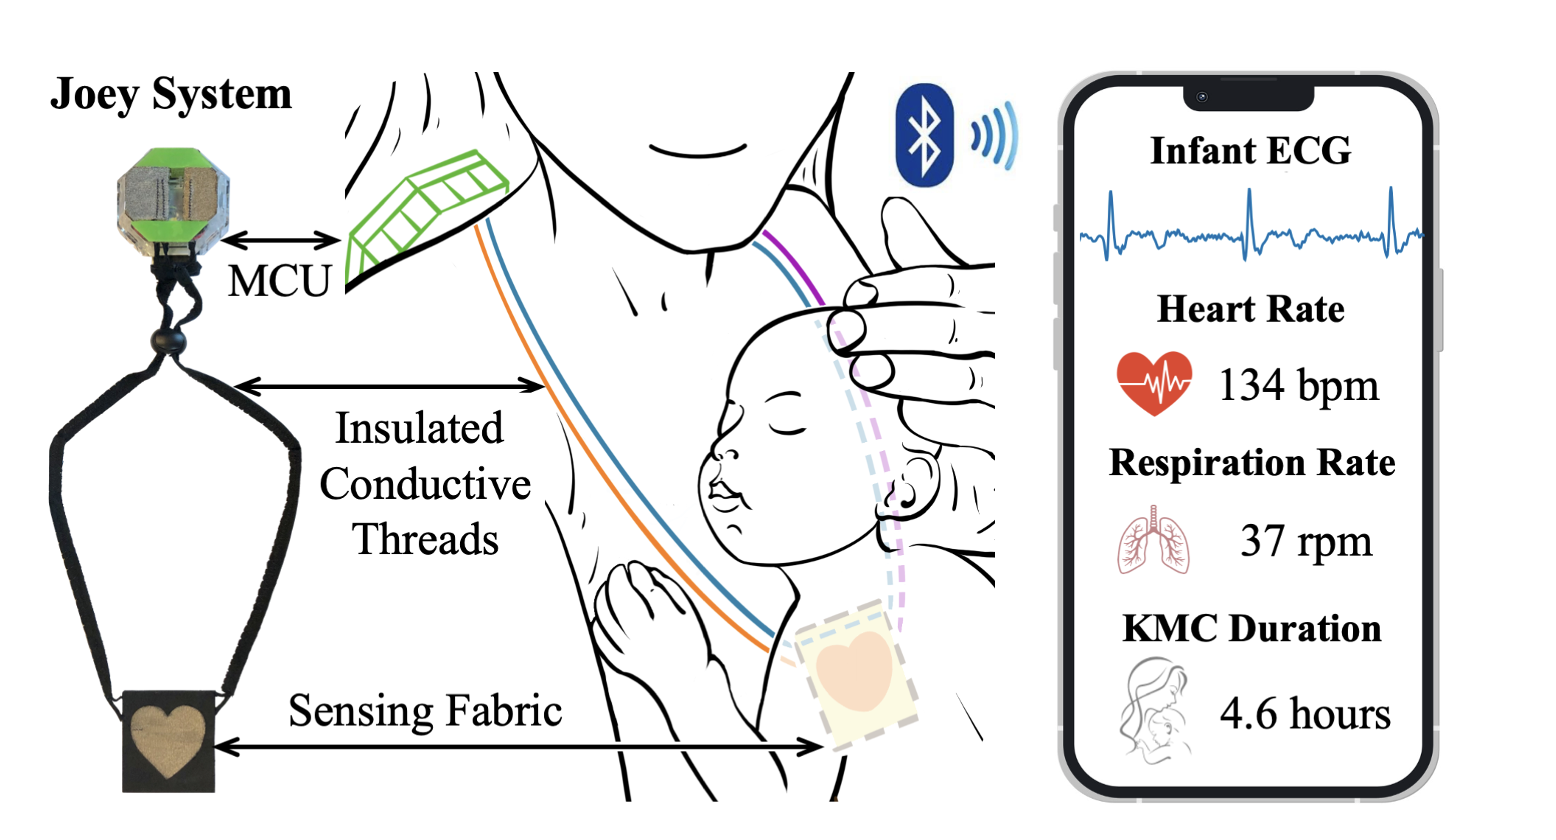 Joey System
MCU
Insulated
Conductive
Threads
Sensing Fabric
Infant ECG
Heart Rate
134 bpm
Respiration Rate
37 rpm
KMC Duration
4.6 hours